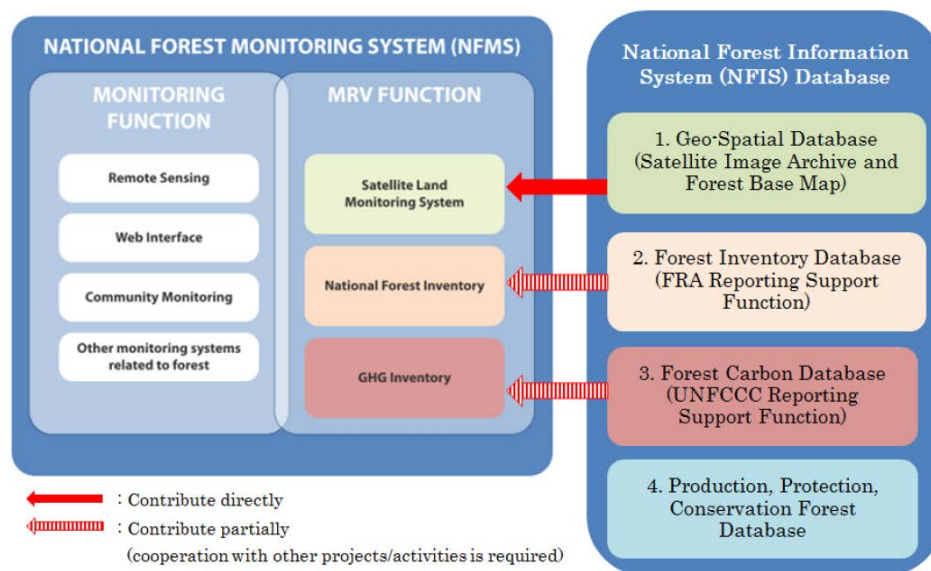 NATIONAL FOREST MONITORING SYSTEM (NFMS)
MONITORING
FUNCTION
Remote Sensing
Web Interface
Community Monitoring
Other monitoring systems
related to forest
MRV FUNCTION
Satellite Land
Monitoring System
National Forest Inventory
GHG Inventory
National Forest Information
System (NFIS) Database
1. Geo-Spatial Database
(Satellite Image Archive and
Forest Base Map)
2. Forest Inventory Database
(FRA Reporting Support
Function)
3. Forest Carbon Database
(UNFCCC Reporting
Support Function)
4. Production, Protection,
Conservation Forest
Database
: Contribute directly
: Contribute partially
(cooperation with other projects/activities is required)